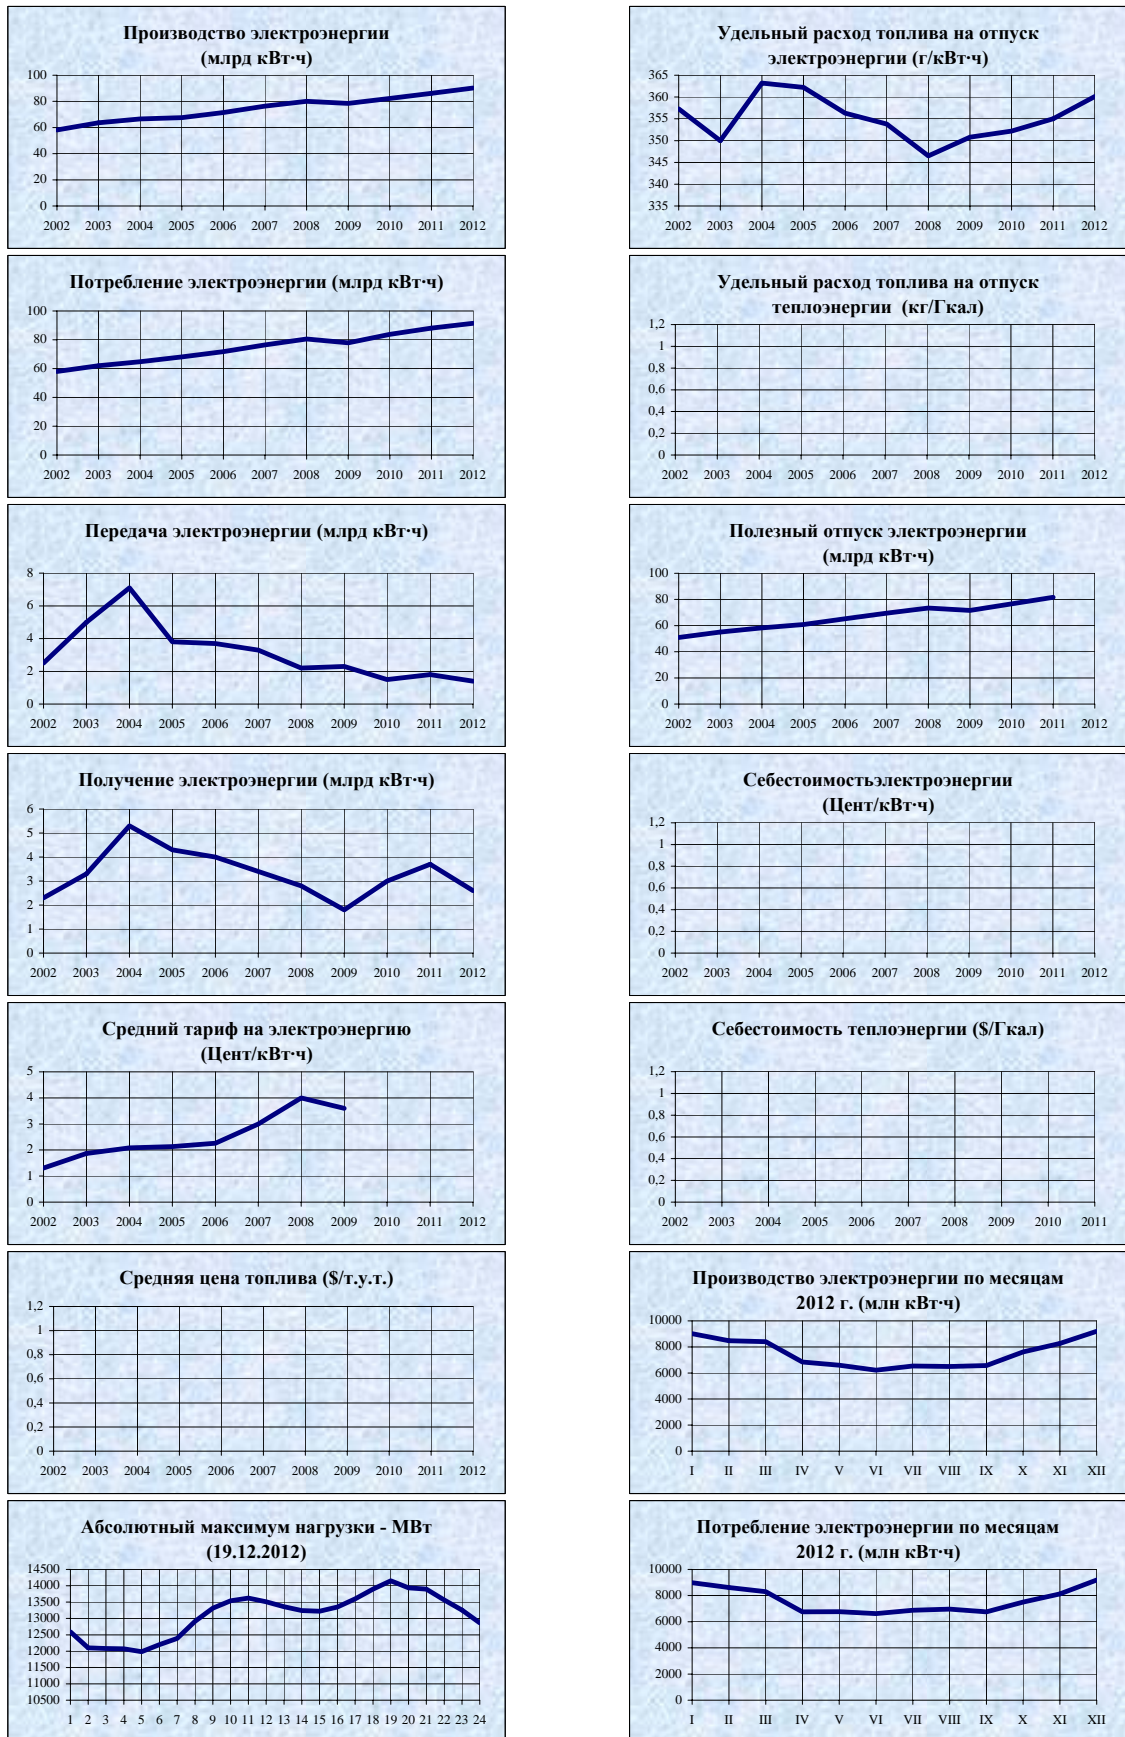 Производство электроэнергии
(млрд кВт·ч)
100
80
60
40
20
0
2002 2003 2004 2005 2006 2007 2008 2009 2010 2011 2012
Удельный расход топлива на отпуск
электроэнергии (г/кВт·ч)
365
360
355
350
345
340
335
2002 2003 2004 2005 2006 2007 2008 2009 2010 2011 2012
Потребление электроэнергии (млрд кВт·ч)
100
80
60
40
20
0
2002 2003 2004 2005 2006 2007 2008 2009 2010 2011 2012
Удельный расход топлива на отпуск
теплоэнергии (кг/Гкал)
1,2
1
0,8
0,6
0,4
0,2
0
2002 2003 2004 2005 2006 2007 2008 2009 2010 2011 2012
Передача электроэнергии (млрд кВт·ч)
8
6
4
2
0
2002 2003 2004 2005 2006 2007 2008 2009 2010 2011 2012
Полезный отпуск электроэнергии
(млрд кВт·ч)
100
80
60
40
20
0
2002 2003 2004 2005 2006 2007 2008 2009 2010 2011 2012
Получение электроэнергии (млрд кВт·ч)
6
5
4
3
2
1
0
2002 2003 2004 2005 2006 2007 2008 2009 2010 2011 2012
Себестоимостьэлектроэнергии
(Цент/кВт·ч)
1,2
1
0,8
0,6
0,4
0,2
0
2002 2003 2004 2005 2006 2007 2008 2009 2010 2011 2012
Средний тариф на электроэнергию
(Цент/кВт·ч)
5
4
3
2
1
0
2002 2003 2004 2005 2006 2007 2008 2009 2010 2011 2012
Себестоимость теплоэнергии ($/Гкал)
1,2
1
0,8
0,6
0,4
0,2
0
2002 2003 2004 2005 2006 2007 2008 2009 2010 2011
Средняя цена топлива ($/т.у.т.)
1,2
1
0,8
0,6
0,4
0,2
0
2002 2003 2004 2005 2006 2007 2008 2009 2010 2011 2012
Производство электроэнергии по месяцам
2012 г. (млн кВт·ч)
10000
8000
6000
4000
2000
0
I II III IV V VI VII VIII IX X XI XII
Абсолютный максимум нагрузки - МВт
(19.12.2012)
14500
14000
13500
13000
12500
12000
11500
11000
10500
1 2 3 4 5 6 7 8 9 10 11 12 13 14 15 16 17 18 19 20 21 22 23 24
Потребление электроэнергии по месяцам
2012 г. (млн кВт·ч)
10000
8000
6000
4000
2000
0
I II III IV V VI VII VIII IX X XI XII